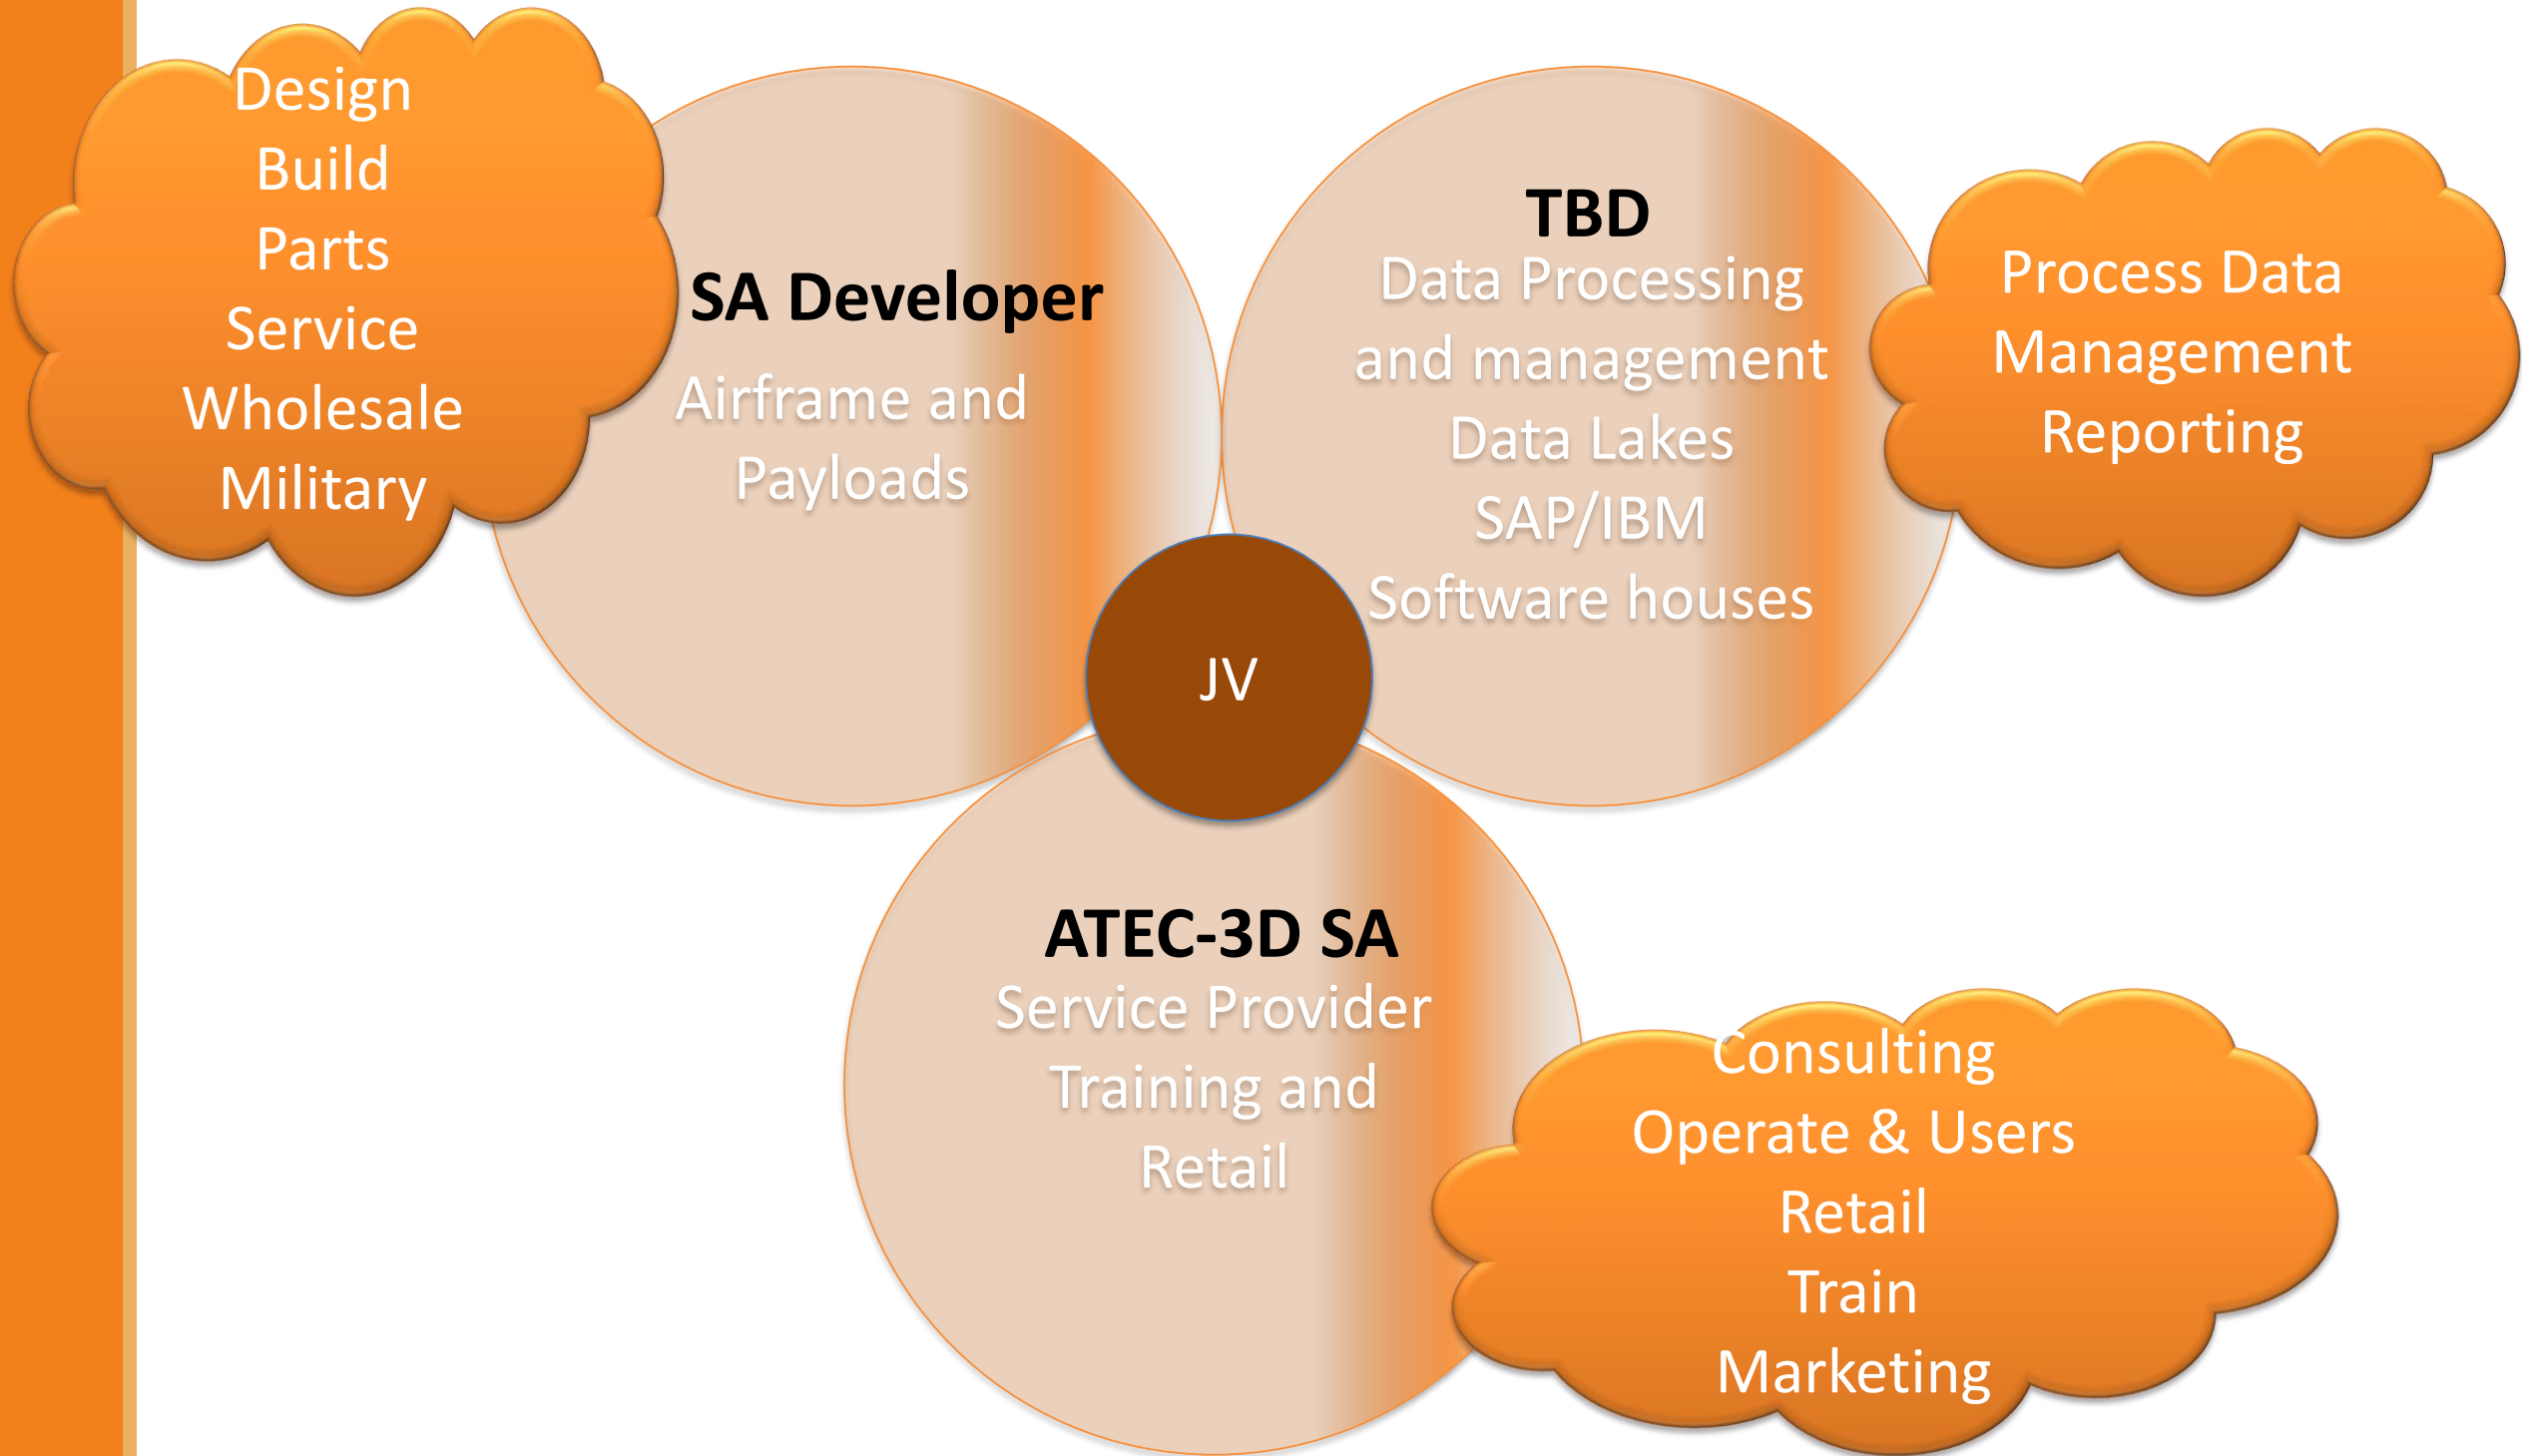 Design
Build
Parts
Service
Wholesale
Military
SA Developer
Airframe and
Payloads
TBD
Data Processing
and management
Data Lakes
SAP/IBM
Software houses
Process Data
Management
Reporting
JV
ATEC-3D SA
Service Provider
Training and
Retail
Consulting
Operate & Users
Retail
Train
Marketing